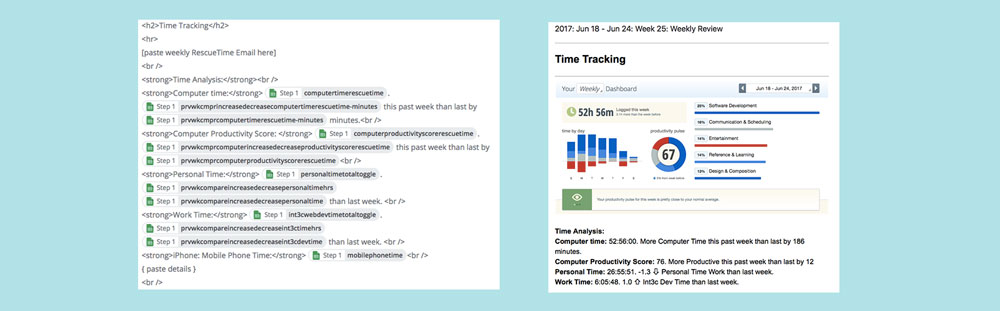 <h2>Time Tracking</h2>
<hr>
[paste weekly RescueTime Email here]
<br />
<strong>Time Analysis:</strong><br />
<strong>Computer time:</strong> Step 1 computertimerescuetime .
Step 1 prvwkcmprincreasedecreasecomputertimerescuetime-minutes this past week than last by
Step 1 prvwkcmprcomputertimerescuetime-minutes minutes.<br />
<strong>Computer Productivity Score: </strong> Step 1 computerproductivityscorerescuetime .
Step 1 prvwkcmprcomputerincreasedecreaseproductivityscorerescuetime this past week than last by
Step 1 prvwkcmprcomputerproductivityscorerescuetime <br />
<strong>Personal Time:</strong> Step 1 personaltimetotaltoggle .
Step 1 prvwkcompareincreasedecreasepersonaltimehrs
Step 1 prvwkcompareincreasedecreasepersonaltime than last week. <br />
<strong>Work Time:</strong> Step 1 int3cwebdevtimetotaltoggle .
Step 1 prvwkcompareincreasedecreaseint3ctimehrs
Step 1 prvwkcompareincreasedecreaseint3cdevtime than last week. <br />
<strong>iPhone: Mobile Phone Time:</strong> Step 1 mobilephonetime <br />
{ paste details }
<br />
2017: Jun 18 - Jun 24: Week 25: Weekly Review
Time Tracking
Your Weekly, Dashboard
Jun 18 - Jun 24, 2017
52h 56m Logged this week
time by day
productivity pulse
67
Software Development
16% Communication & Scheduling
14% Entertainment
14% Reference & Learning
13% Design & Composition
Your productivity pulse for this week is pretty close to your normal average.
Time Analysis:
Computer time: 52:56:00. More Computer Time this past week than last by 186
minutes.
Computer Productivity Score: 76. More Productive this past week than last by 12
Personal Time: 26:55:51. -1.3 ⇩ Personal Time Work than last week.
Work Time: 6:05:48. 1.0 ⇧ Int3c Dev Time than last week.